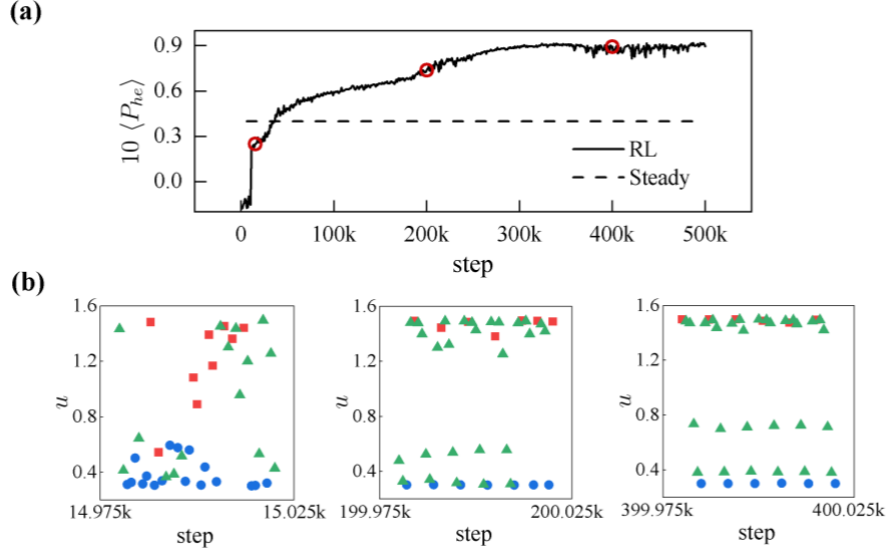 (a)
10 ⟨P_he⟩
0.9
0.6
0.3
0.0
RL
Steady
0
100k
200k
300k
400k
500k
step
(b)
u
1.6
1.2
0.8
0.4
14.975k
15.025k
step
u
1.6
1.2
0.8
0.4
199.975k
200.025k
step
u
1.6
1.2
0.8
0.4
399.975k
400.025k
step